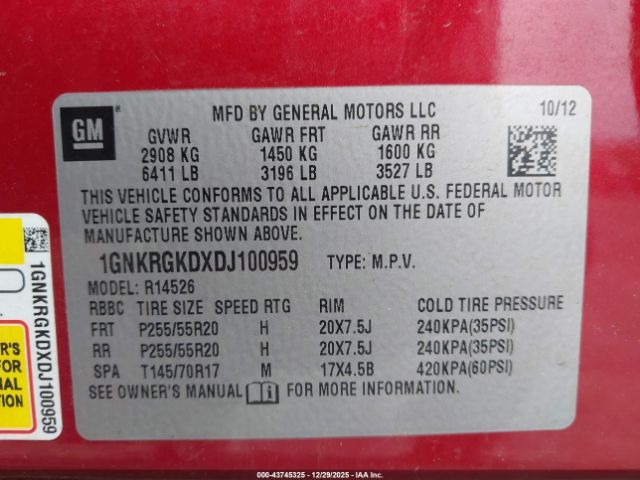 GM
MFD BY GENERAL MOTORS LLC 10/12
GVWR GAWR FRT GAWR RR
2908 KG 1450 KG 1600 KG
6411 LB 3196 LB 3527 LB
THIS VEHICLE CONFORMS TO ALL APPLICABLE U.S. FEDERAL MOTOR
VEHICLE SAFETY STANDARDS IN EFFECT ON THE DATE OF
MANUFACTURE SHOWN ABOVE.
1GNKRGKDXDJ100959 TYPE: M.P.V.
MODEL: R14526
RBBC TIRE SIZE SPEED RTG RIM COLD TIRE PRESSURE
FRT P255/55R20 H 20X7.5J 240KPA(35PSI)
RR P255/55R20 H 20X7.5J 240KPA(35PSI)
SPA T145/70R17 M 17X4.5B 420KPA(60PSI)
SEE OWNER'S MANUAL FOR MORE INFORMATION.
1GNKRGKDXDJ100959
R'S
FOR
NAL
TION
000-43745325 - 12/29/2025 - IAA, Inc.